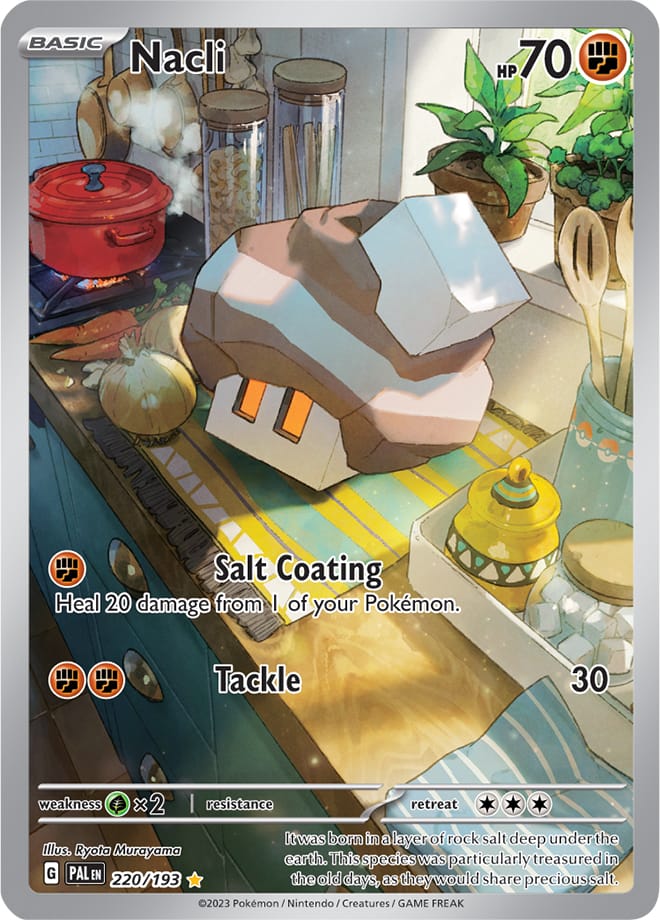 BASIC Nacli HP 70
Salt Coating
Heal 20 damage from 1 of your Pokémon.
Tackle 30
weakness ×2 resistance retreat
Illus. Ryota Murayama
It was born in a layer of rock salt deep under the
earth. This species was particularly treasured in
the old days, as they would share precious salt.
G PAL EN 220/193
©2023 Pokémon / Nintendo / Creatures / GAME FREAK